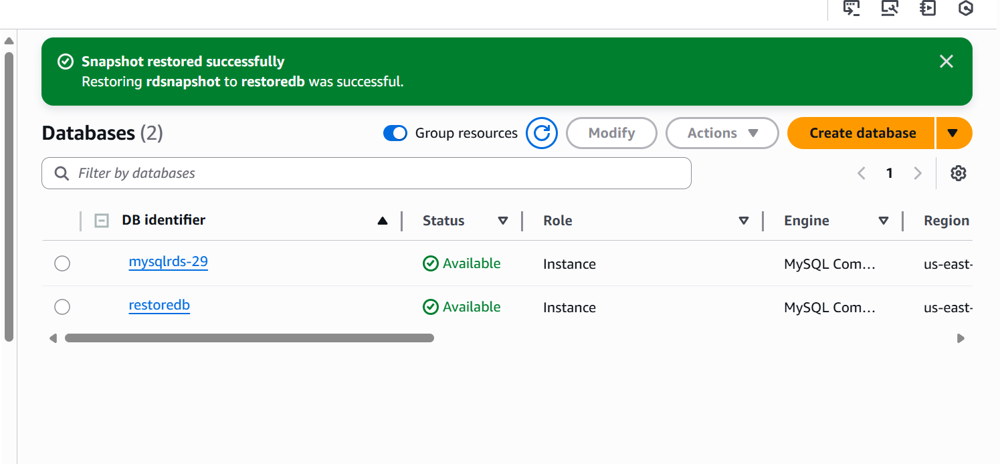 Snapshot restored successfully
Restoring rdsnapshot to restoredb was successful.
Databases (2)
Group resources
Modify
Actions
Create database
Filter by databases
1
DB identifier Status Role Engine Region
mysqlrds-29 Available Instance MySQL Com... us-east-
restoredb Available Instance MySQL Com... us-east-